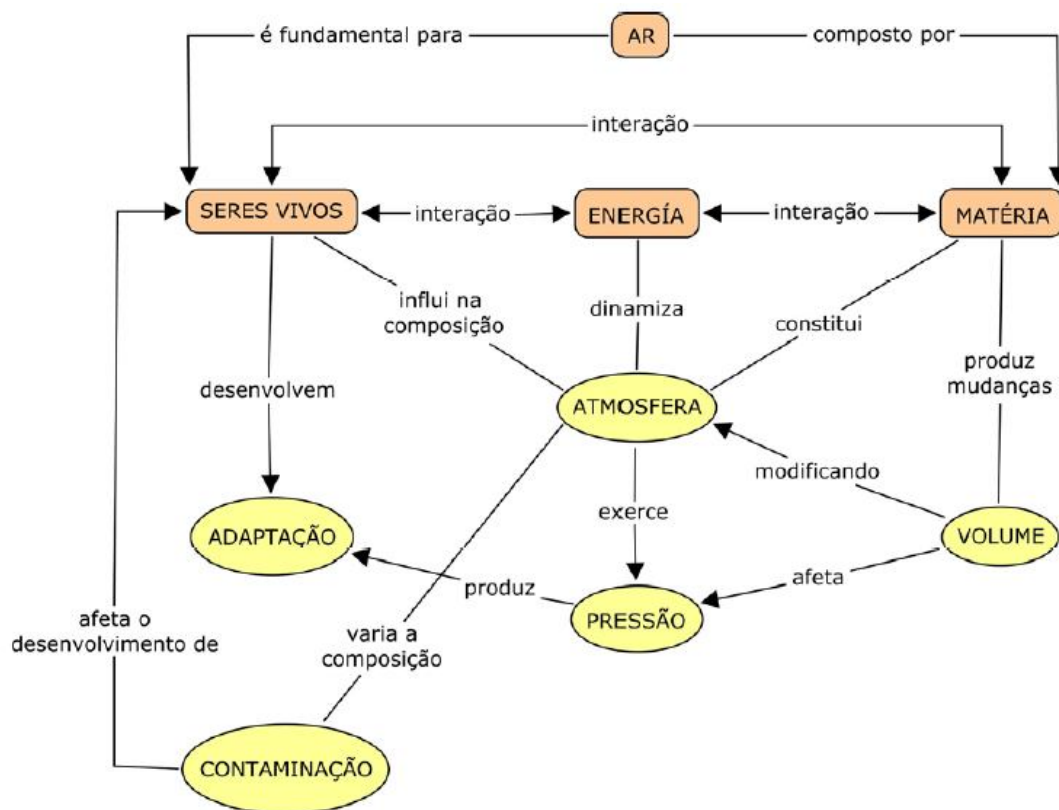 é fundamental para
AR
composto por
interação
SERES VIVOS
interação
ENERGÍA
interação
MATÉRIA
influi na
composição
dinamiza
constitui
produz
mudanças
desenvolvem
ATMOSFERA
modificando
ADAPTAÇÃO
exerce
VOLUME
produz
afeta
PRESSÃO
afeta o
desenvolvimento de
varia a
composição
CONTAMINAÇÃO